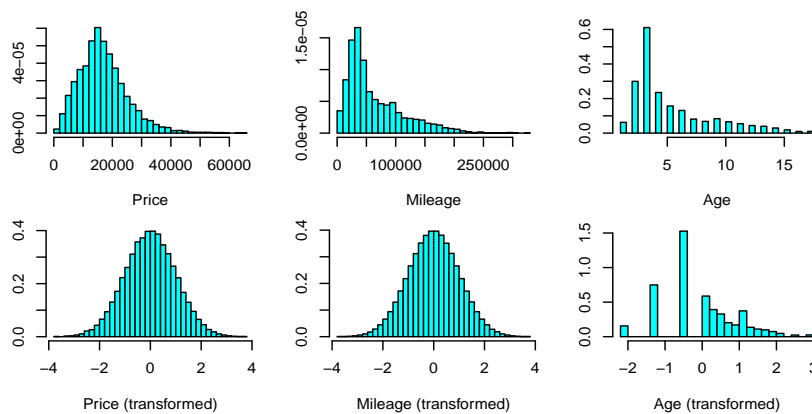 0e+00 4e-05
0 20000 40000 60000
Price
0.0e+00 1.5e-05
0 100000 250000
Mileage
0.0 0.2 0.4 0.6
5 10 15
Age
0.0 0.2 0.4
−4 −2 0 2 4
Price (transformed)
0.0 0.2 0.4
−4 −2 0 2 4
Mileage (transformed)
0.0 0.5 1.0 1.5
−2 −1 0 1 2 3
Age (transformed)